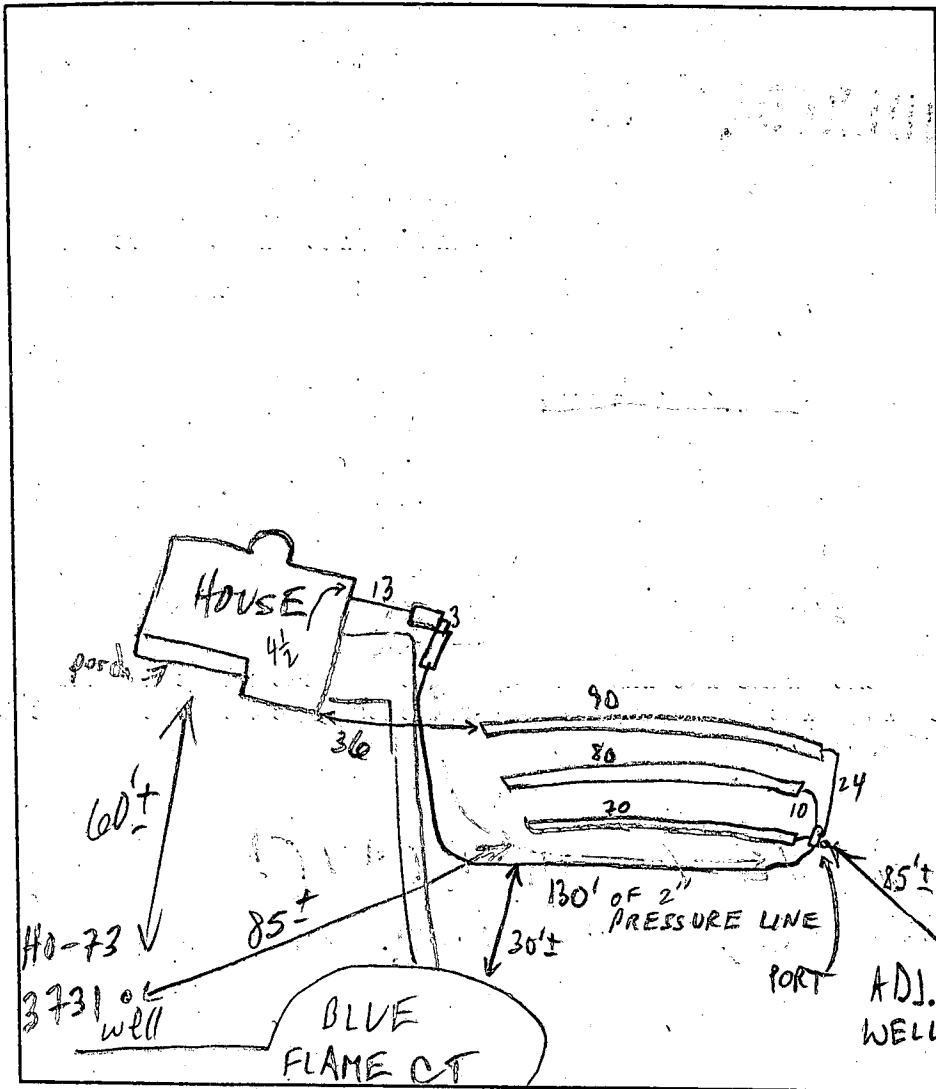 HOUSE
13
3
4½
porch
36
90
80
70
10
24
60'±
85'±
130' OF 2"
PRESSURE LINE
30'±
85'±
HO-73
3731
well
PORT
ADJ.
WELL
BLUE
FLAME CT